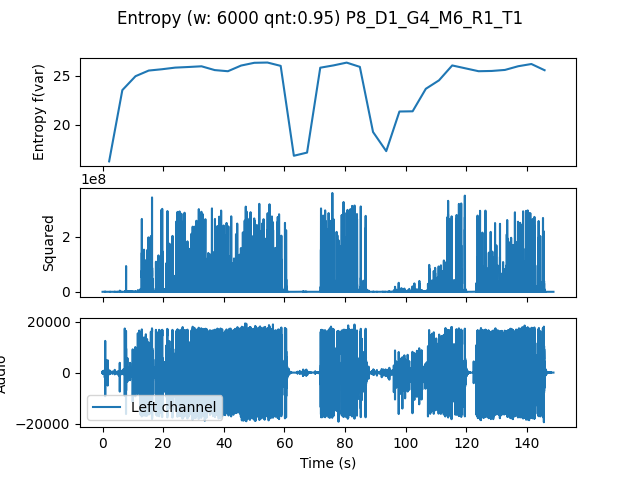 Entropy (w: 6000 qnt:0.95) P8_D1_G4_M6_R1_T1
Entropy f(var)
25
20
1e8
Squared
2
0
Audio
20000
0
−20000
Left channel
0 20 40 60 80 100 120 140
Time (s)